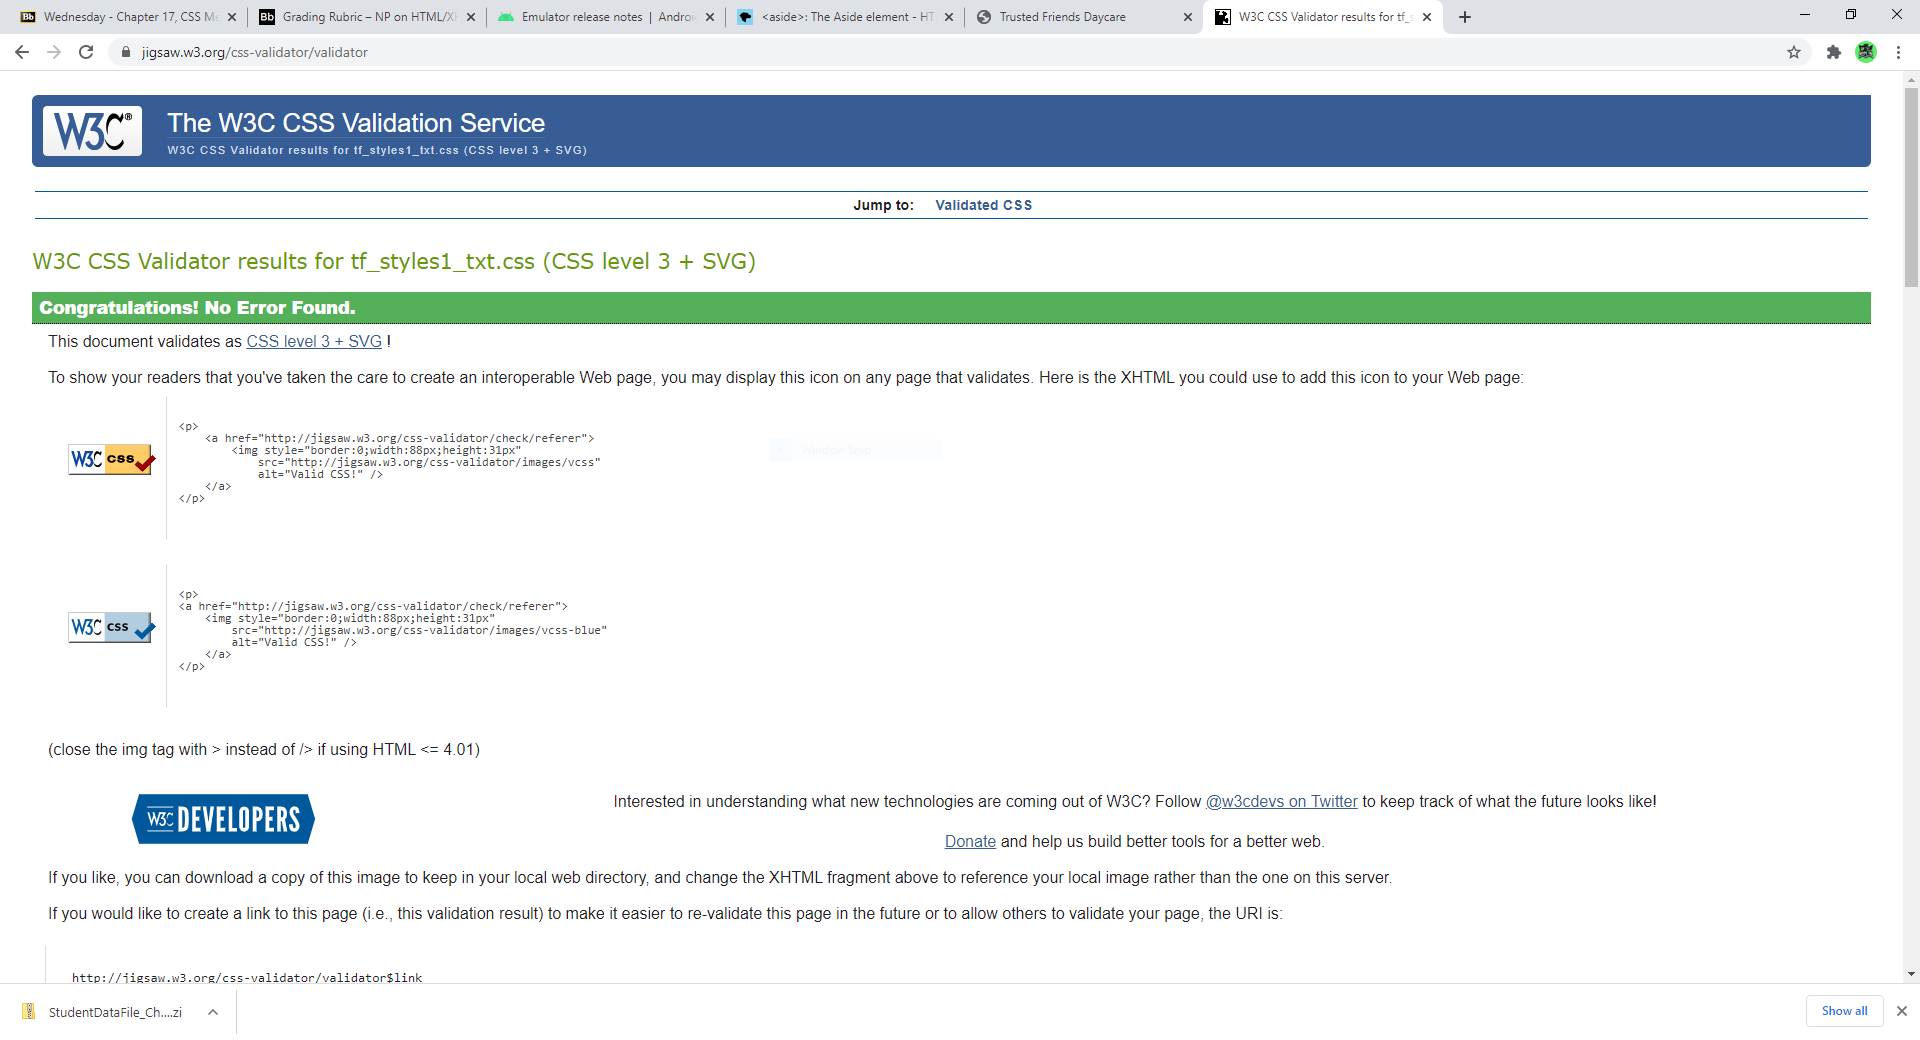 Wednesday - Chapter 17, CSS Me
Grading Rubric – NP on HTML/XH
Emulator release notes | Androi
<aside>: The Aside element - HT
Trusted Friends Daycare
W3C CSS Validator results for tf_s
jigsaw.w3.org/css-validator/validator
W3C®
The W3C CSS Validation Service
W3C CSS Validator results for tf_styles1_txt.css (CSS level 3 + SVG)
Jump to: Validated CSS
W3C CSS Validator results for tf_styles1_txt.css (CSS level 3 + SVG)
Congratulations! No Error Found.
This document validates as CSS level 3 + SVG !
To show your readers that you've taken the care to create an interoperable Web page, you may display this icon on any page that validates. Here is the XHTML you could use to add this icon to your Web page:
W3C css
<p>
<a href="http://jigsaw.w3.org/css-validator/check/referer">
<img style="border:0;width:88px;height:31px"
src="http://jigsaw.w3.org/css-validator/images/vcss"
alt="Valid CSS!" />
</a>
</p>
Window Snip
W3C css
<p>
<a href="http://jigsaw.w3.org/css-validator/check/referer">
<img style="border:0;width:88px;height:31px"
src="http://jigsaw.w3.org/css-validator/images/vcss-blue"
alt="Valid CSS!" />
</a>
</p>
(close the img tag with > instead of /> if using HTML <= 4.01)
W3C DEVELOPERS
Interested in understanding what new technologies are coming out of W3C? Follow @w3cdevs on Twitter to keep track of what the future looks like!
Donate and help us build better tools for a better web.
If you like, you can download a copy of this image to keep in your local web directory, and change the XHTML fragment above to reference your local image rather than the one on this server.
If you would like to create a link to this page (i.e., this validation result) to make it easier to re-validate this page in the future or to allow others to validate your page, the URI is:
http://jigsaw.w3.org/css-validator/validator$link
StudentDataFile_Ch....zi
Show all